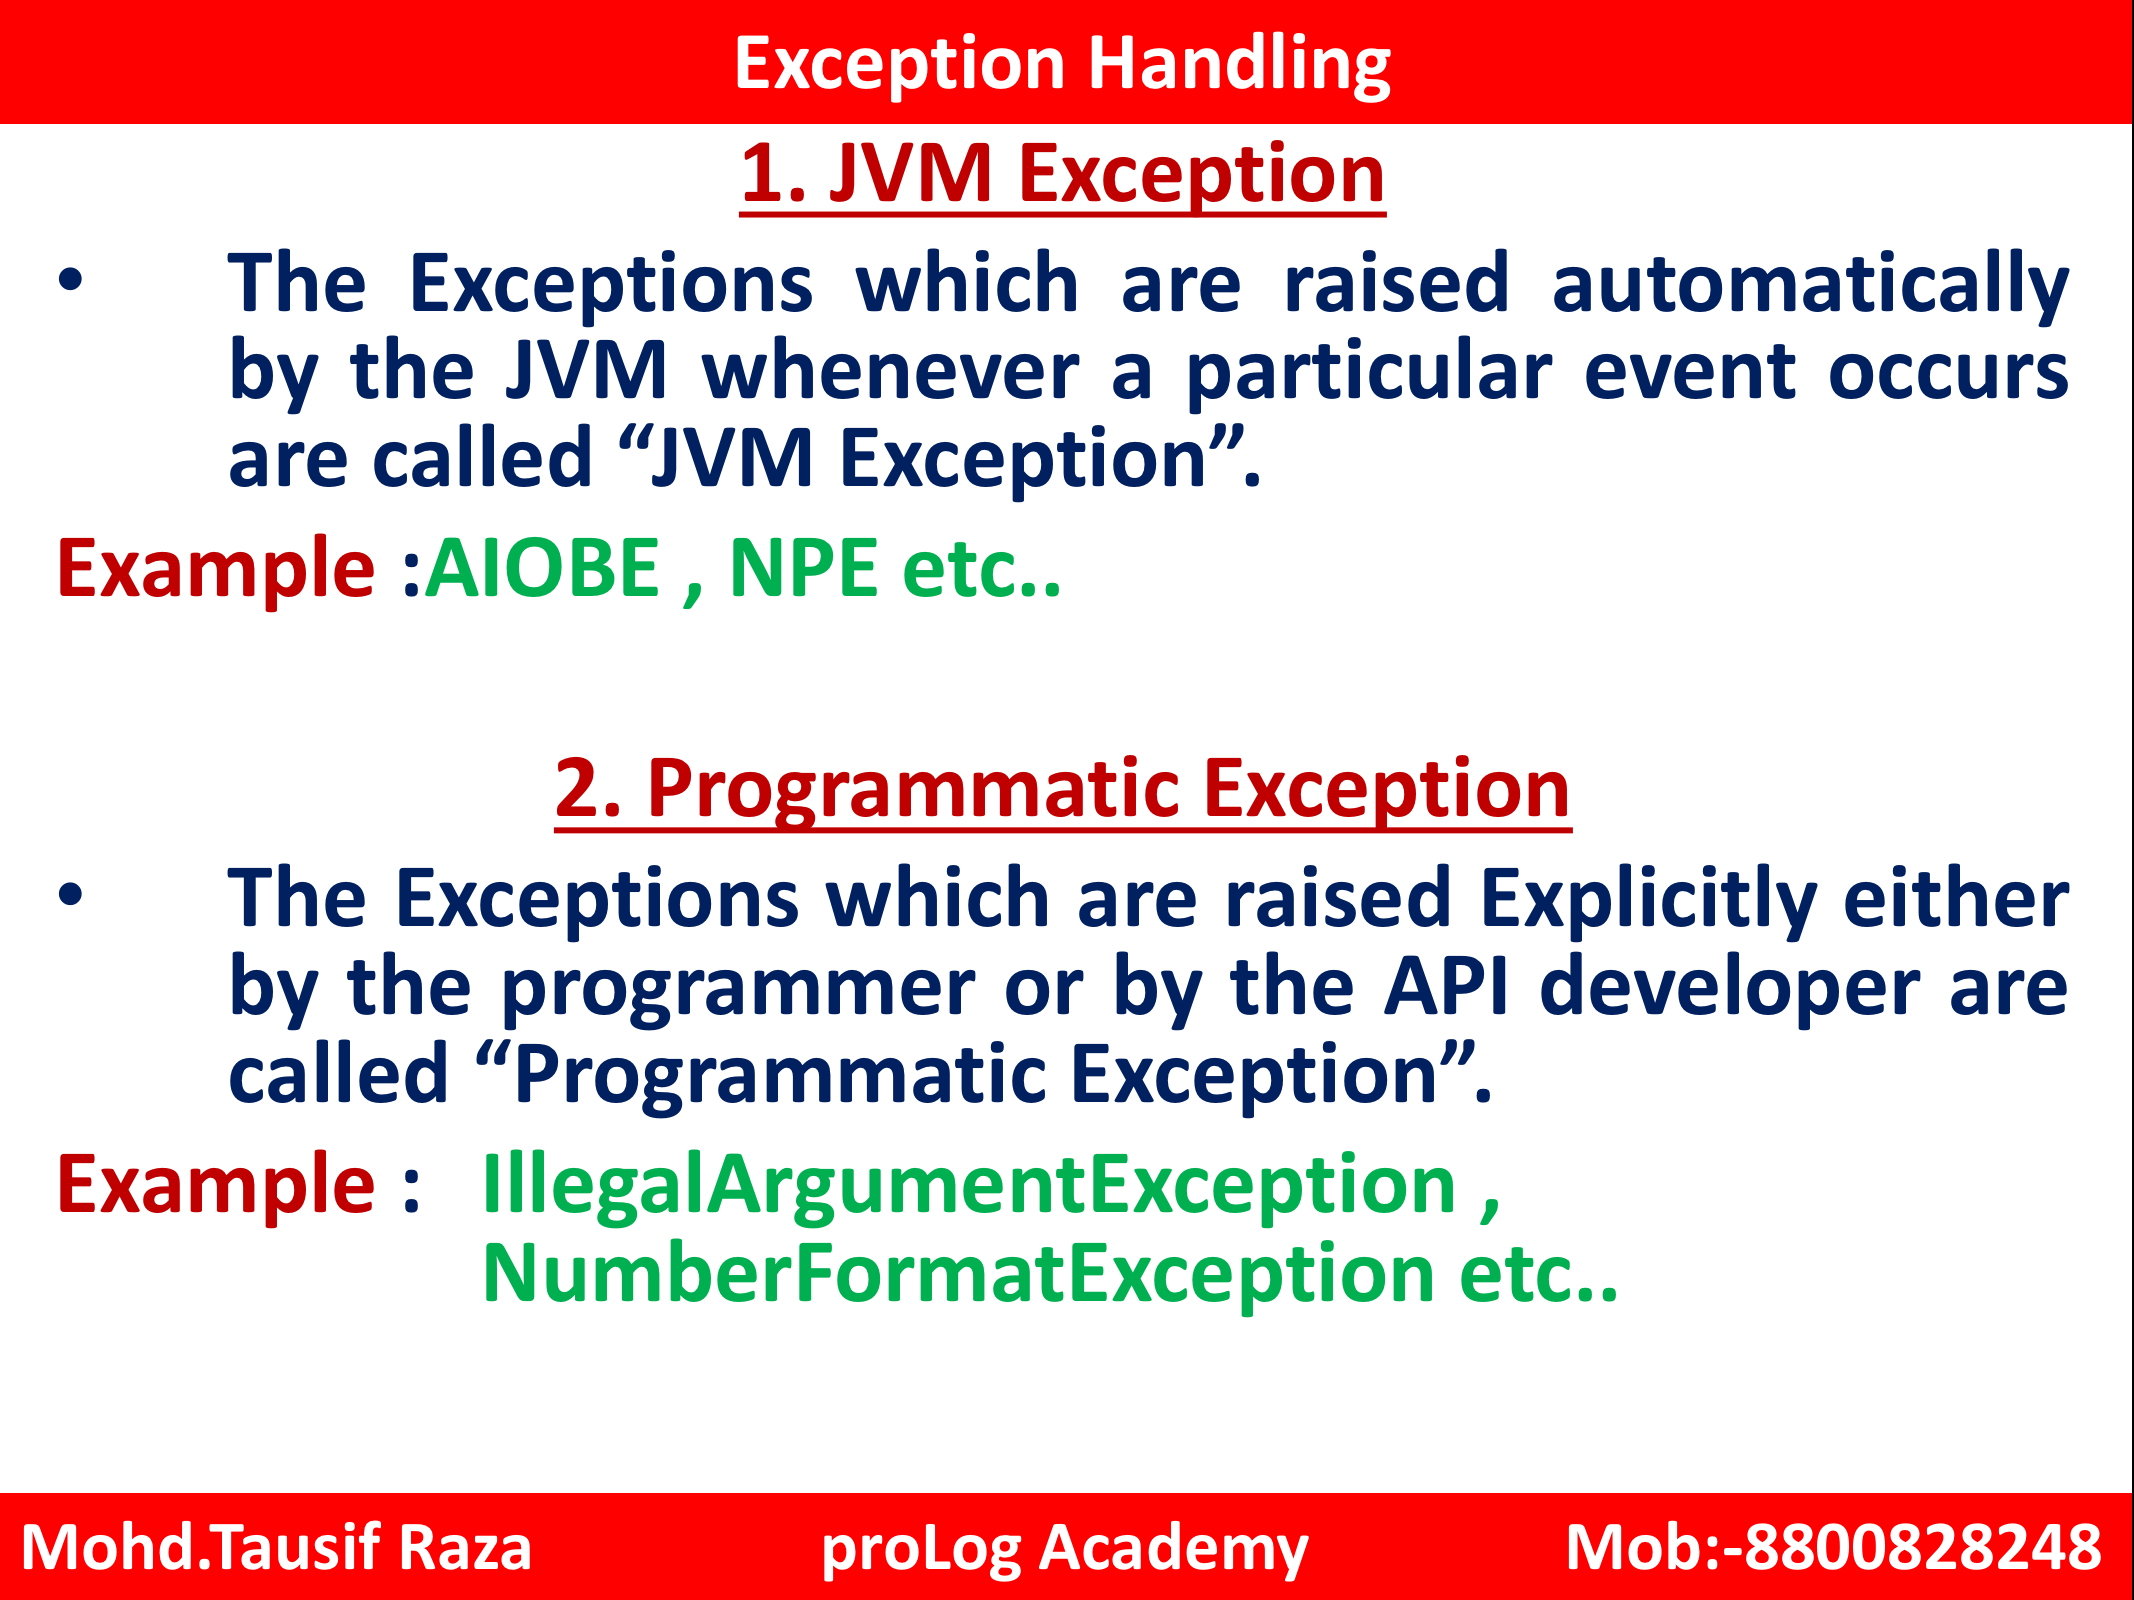 Exception Handling
1. JVM Exception
• The Exceptions which are raised automatically
by the JVM whenever a particular event occurs
are called “JVM Exception”.
Example :AIOBE , NPE etc..
2. Programmatic Exception
• The Exceptions which are raised Explicitly either
by the programmer or by the API developer are
called “Programmatic Exception”.
Example : IllegalArgumentException ,
NumberFormatException etc..
Mohd.Tausif Raza proLog Academy Mob:-8800828248